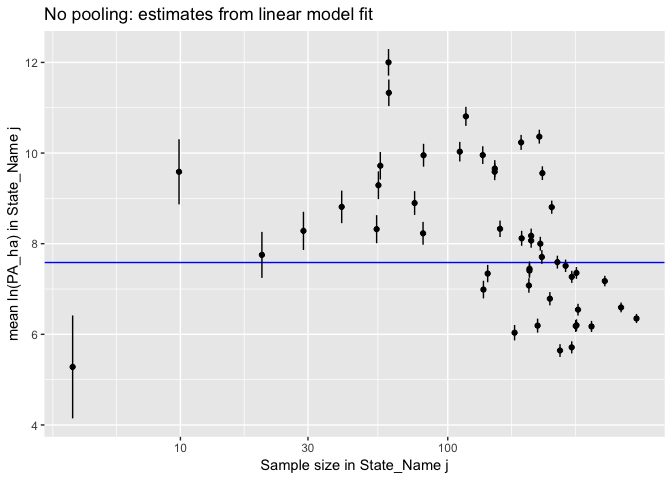 No pooling: estimates from linear model fit
12
10
8
6
4
mean ln(PA_ha) in State_Name j
10
30
100
Sample size in State_Name j